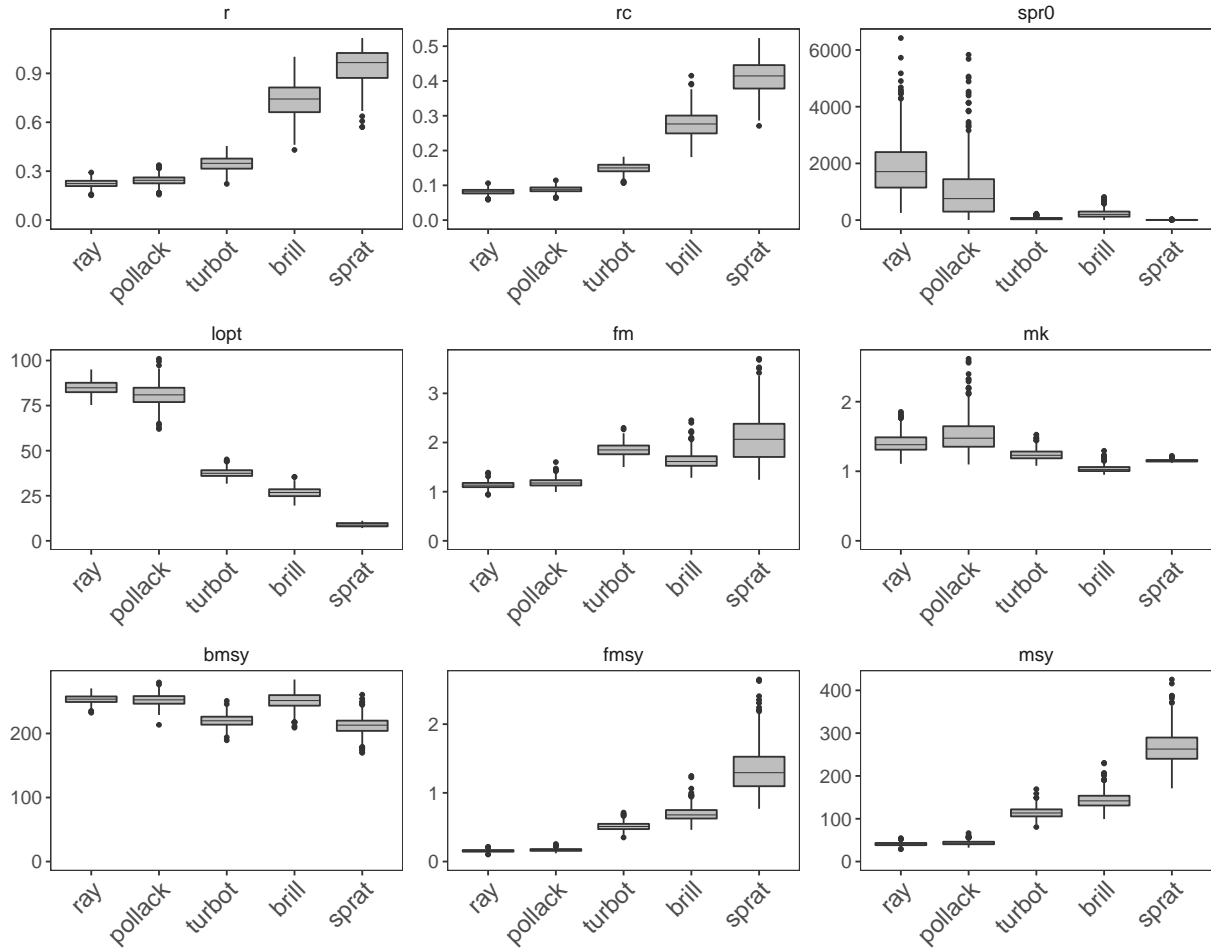 r rc spr0
0.9 0.5 6000
0.4
0.6 0.3 4000
0.3 0.2 2000
0.1
0.0 0.0 0
ray pollack turbot brill sprat ray pollack turbot brill sprat ray pollack turbot brill sprat
lopt fm mk
100 3 2
75
50 2 1
25 1
0 0 0
ray pollack turbot brill sprat ray pollack turbot brill sprat ray pollack turbot brill sprat
bmsy fmsy msy
200 2 400
300
100 1 200
100
0 0 0
ray pollack turbot brill sprat ray pollack turbot brill sprat ray pollack turbot brill sprat